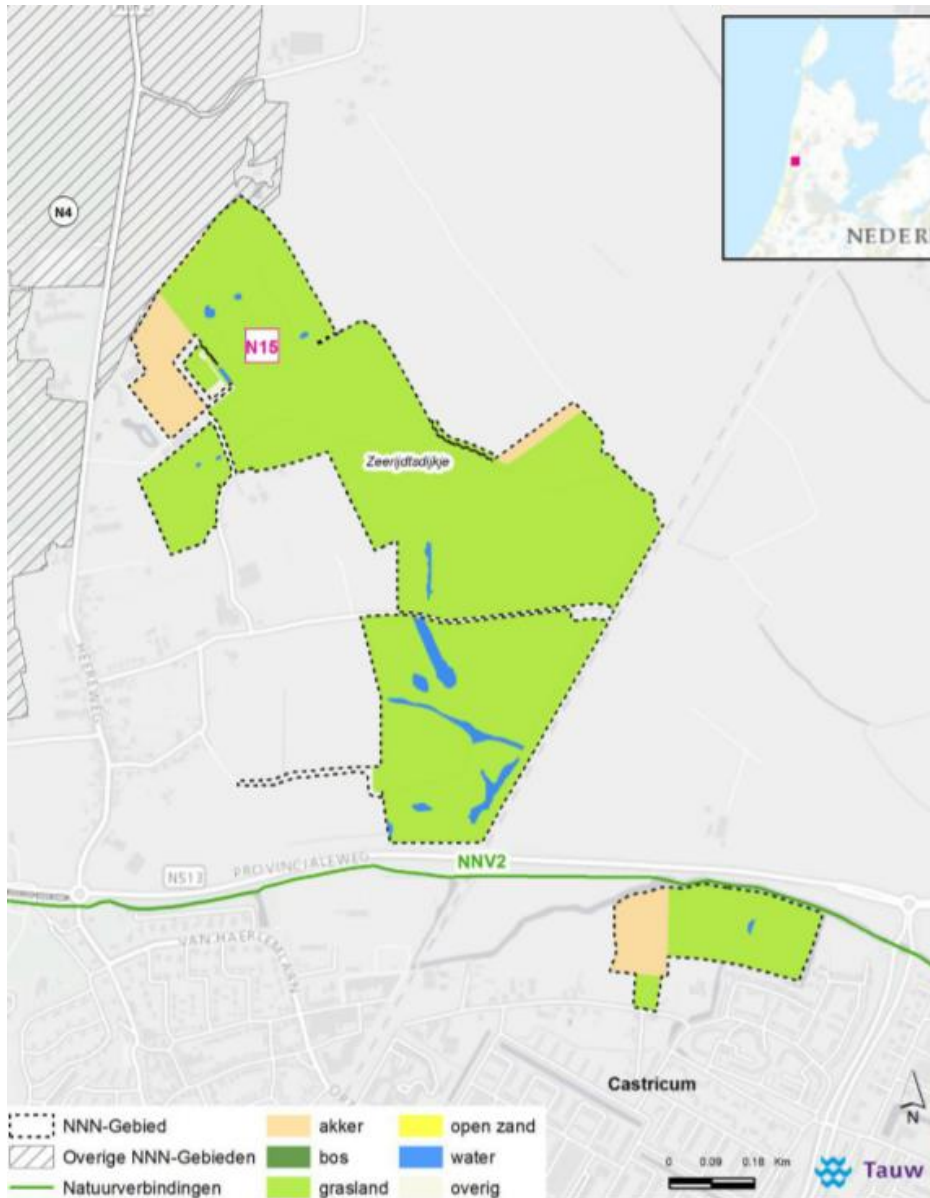 NEDER
N4
N15
Zeerijdtsdijkje
HEEREWEG
NNV2
N513
PROVINCIALEWEG
VAN HAERLEMLAAN
Castricum
N
NNN-Gebied
Overige NNN-Gebieden
Natuurverbindingen
akker
bos
grasland
open zand
water
overig
0 0.09 0.18 Km
Tauw